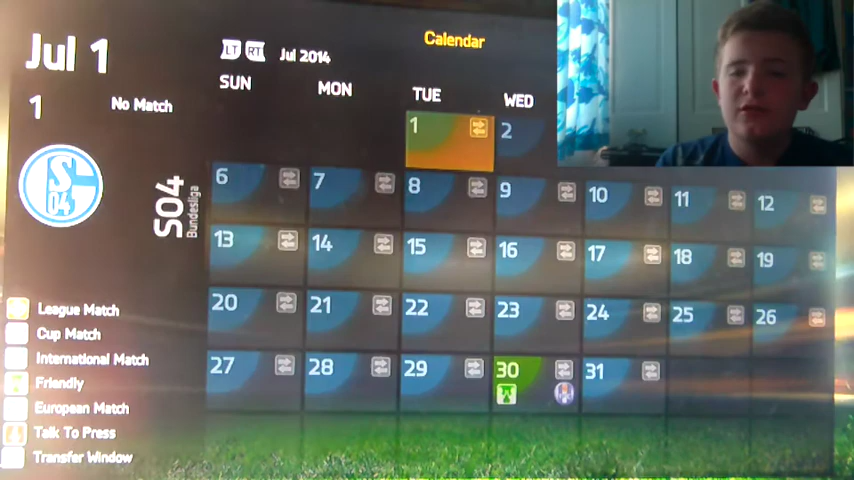 Jul 1
LT RT Jul 2014
Calendar
SUN MON TUE WED
1 No Match
1 2
S 04
S04
Bundesliga
6 7 8 9 10 11 12
13 14 15 16 17 18 19
20 21 22 23 24 25 26
27 28 29 30 31
League Match
Cup Match
International Match
Friendly
European Match
Talk To Press
Transfer Window